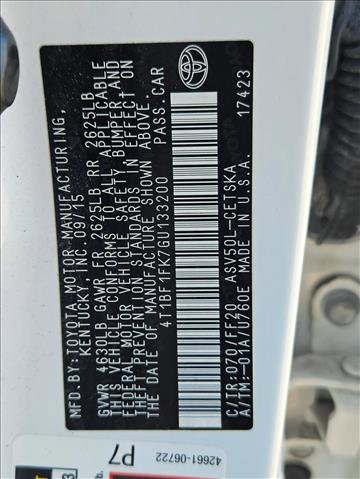 MFD.BY:TOYOTA MOTOR MANUFACTURING,
KENTUCKY, INC.09/15
GVWR 4630LB GAWR FR 2625LB RR 2625LB
THIS VEHICLE CONFORMS TO ALL APPLICABLE
FEDERAL MOTOR VEHICLE SAFETY BUMPER, AND
THEFT PREVENTION STANDARDS IN EFFECT ON
THE DATE OF MANUFACTURE SHOWN ABOVE.
4T1BF1FK7GU133200 PASS.CAR
C/TR:070/FF20 ASV50L-CETSKA
A/TM:-01A/U760E MADE IN U.S.A. 17423
42661-06722
P7